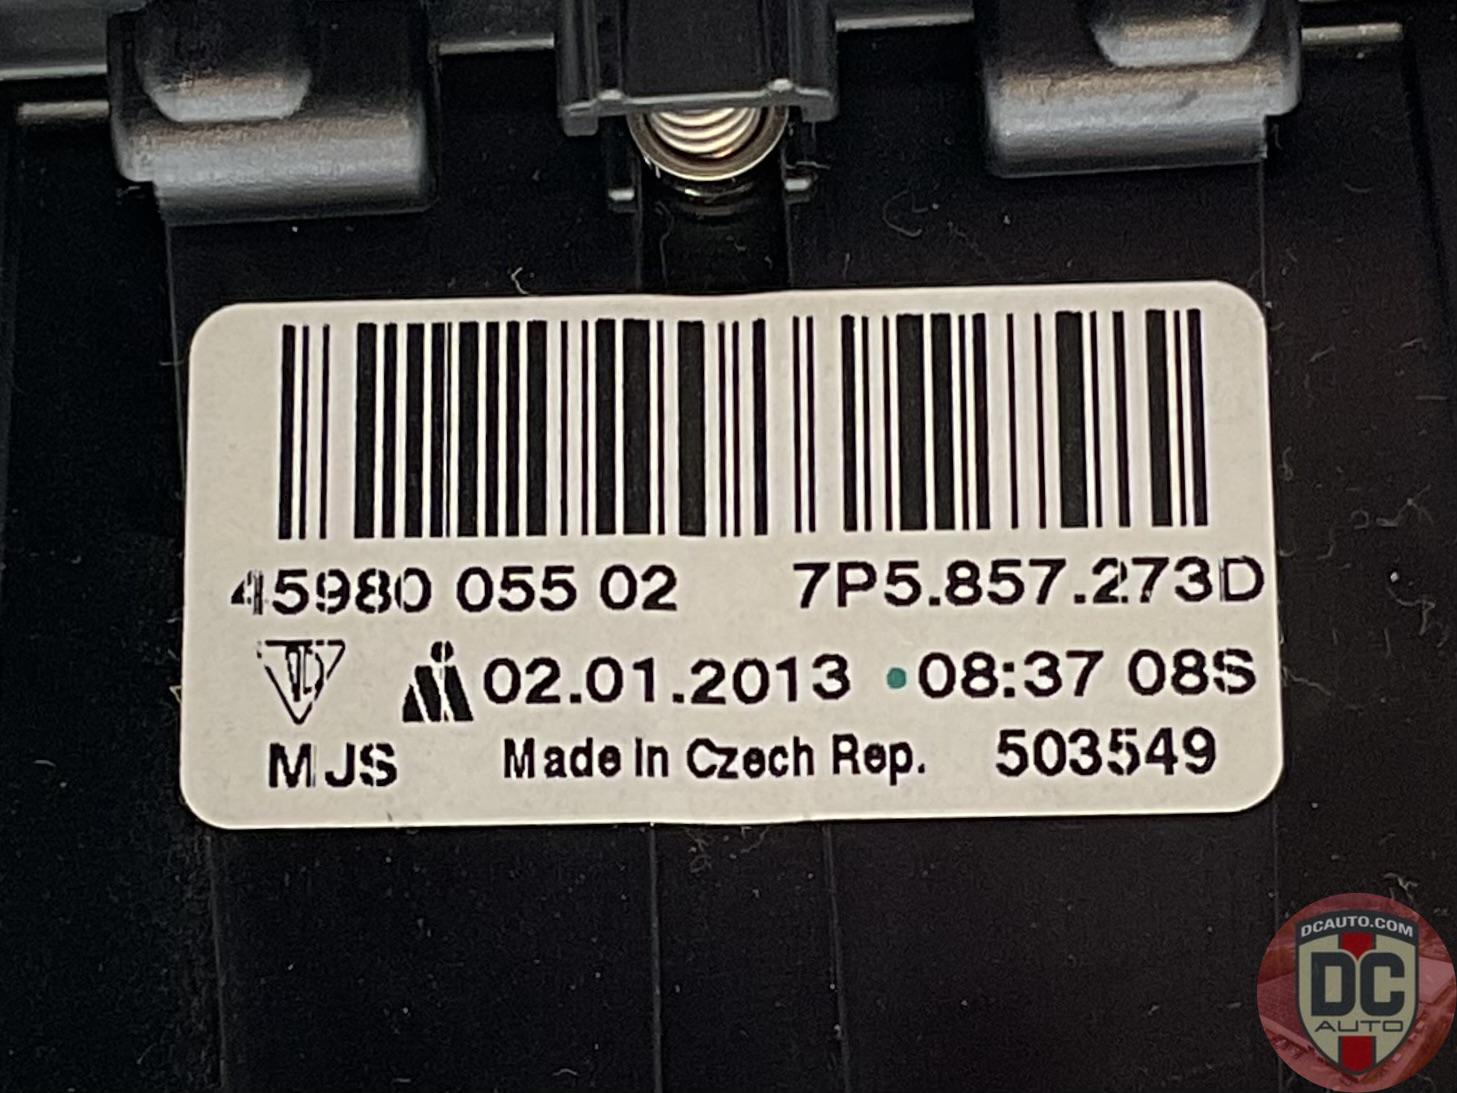 45980 055 02 7P5.857.273D
02.01.2013 08:37 08S
MJS Made in Czech Rep. 503549
DCAUTO.COM
DC
AUTO